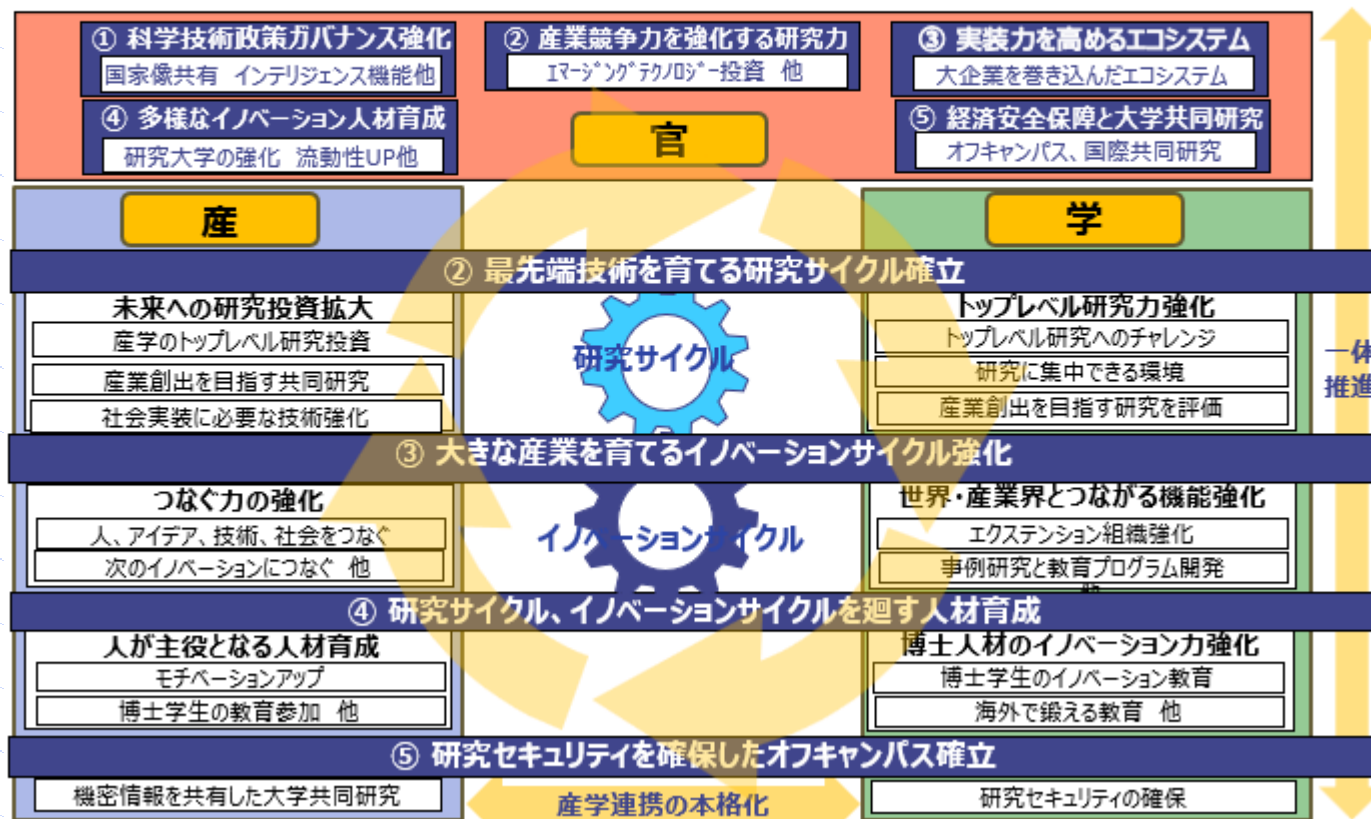 ① 科学技術政策ガバナンス強化
国家像共有 インテリジェンス機能他
② 産業競争力を強化する研究力
ｴﾏｰｼﾞﾝｸﾞﾃｸﾉﾛｼﾞｰ投資 他
③ 実装力を高めるエコシステム
大企業を巻き込んだエコシステム
④ 多様なイノベーション人材育成
研究大学の強化 流動性UP他
官
⑤ 経済安全保障と大学共同研究
オフキャンパス、国際共同研究
産
学
② 最先端技術を育てる研究サイクル確立
未来への研究投資拡大
産学のトップレベル研究投資
産業創出を目指す共同研究
社会実装に必要な技術強化
研究サイクル
トップレベル研究力強化
トップレベル研究へのチャレンジ
研究に集中できる環境
産業創出を目指す研究を評価
一体
推進
③ 大きな産業を育てるイノベーションサイクル強化
つなぐ力の強化
人、アイデア、技術、社会をつなぐ
次のイノベーションにつなぐ 他
イノベーションサイクル
世界・産業界とつながる機能強化
エクステンション組織強化
事例研究と教育プログラム開発
④ 研究サイクル、イノベーションサイクルを廻す人材育成
人が主役となる人材育成
モチベーションアップ
博士学生の教育参加 他
博士人材のイノベーション力強化
博士学生のイノベーション教育
海外で鍛える教育 他
⑤ 研究セキュリティを確保したオフキャンパス確立
機密情報を共有した大学共同研究
産学連携の本格化
研究セキュリティの確保